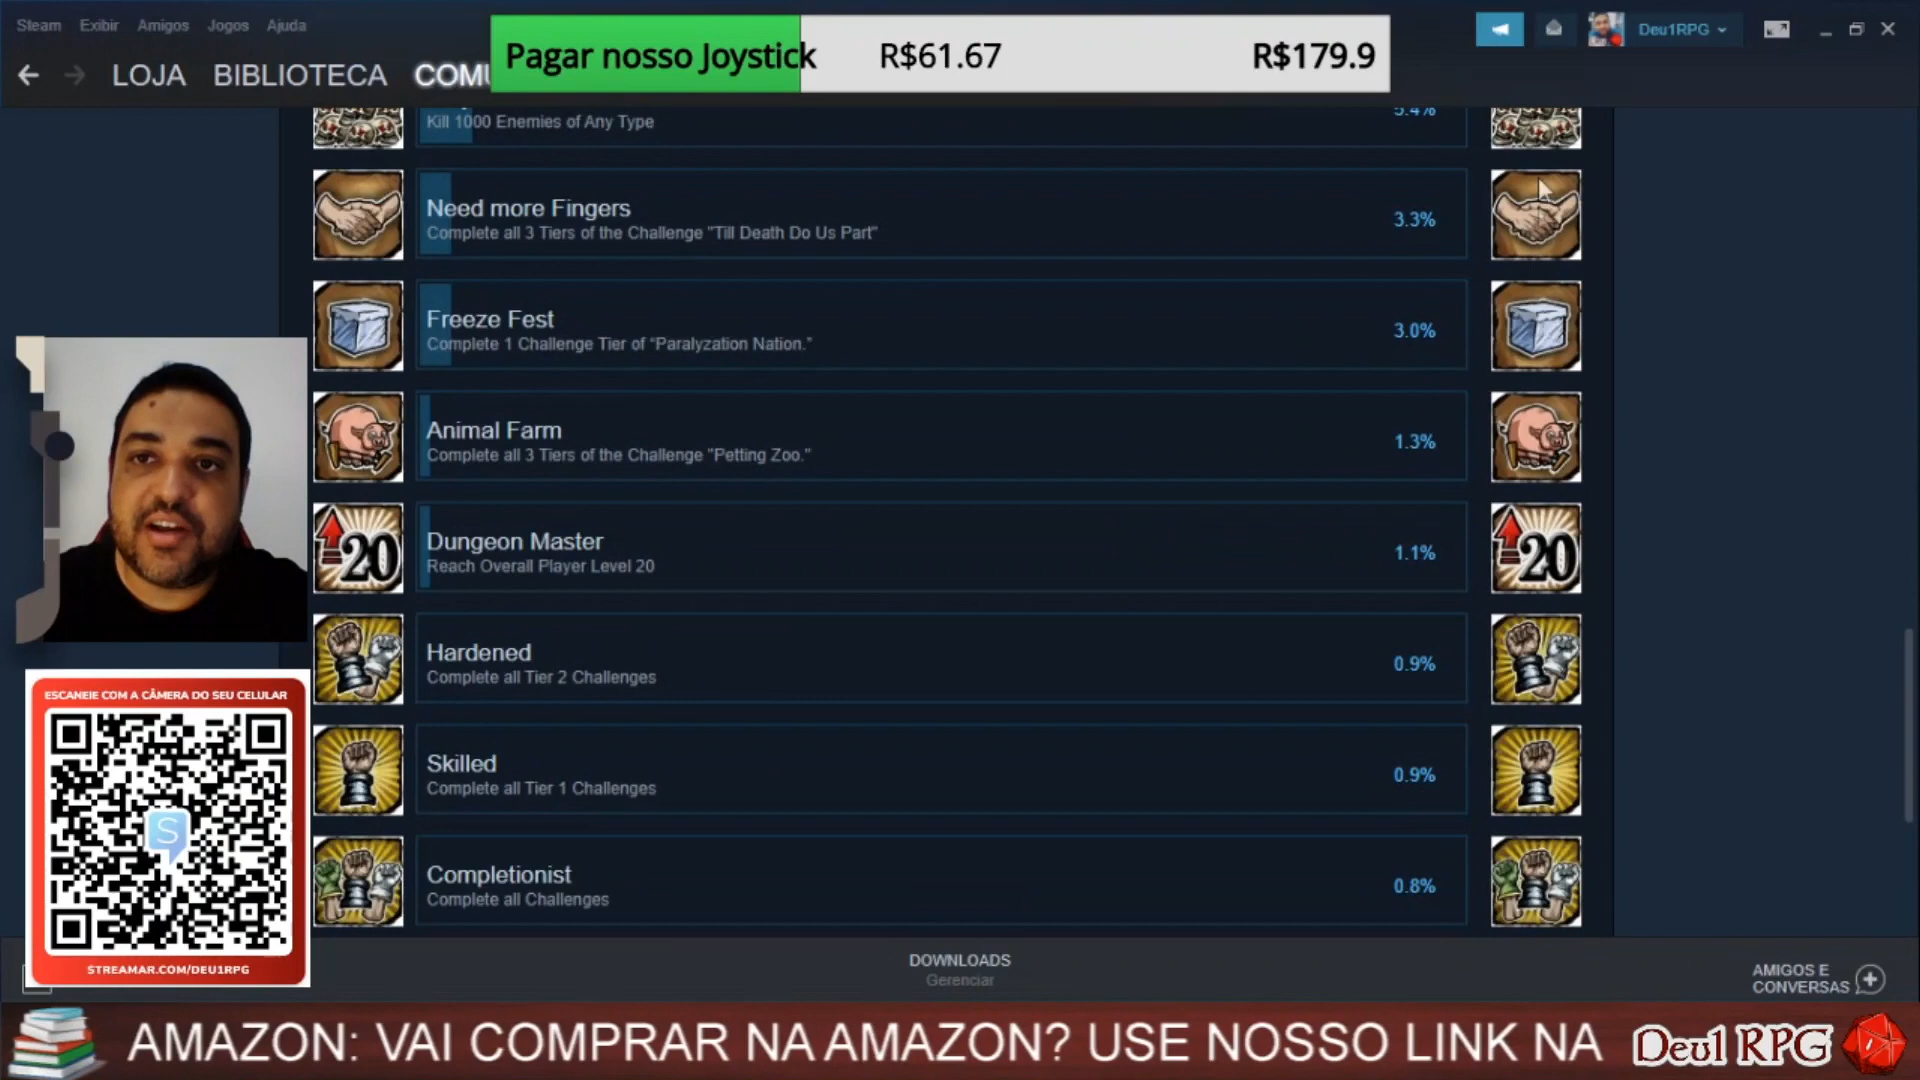 Steam Exibir Amigos Jogos Ajuda
Pagar nosso Joystick R$61.67 R$179.9
Deu1RPG
LOJA BIBLIOTECA
Kill 1000 Enemies of Any Type
5.4%
Need more Fingers
Complete all 3 Tiers of the Challenge "Till Death Do Us Part"
3.3%
Freeze Fest
Complete 1 Challenge Tier of “Paralyzation Nation.”
3.0%
Animal Farm
Complete all 3 Tiers of the Challenge "Petting Zoo."
1.3%
20
Dungeon Master
Reach Overall Player Level 20
1.1%
20
Hardened
Complete all Tier 2 Challenges
0.9%
Skilled
Complete all Tier 1 Challenges
0.9%
Completionist
Complete all Challenges
0.8%
ESCANEIE COM A CÂMERA DO SEU CELULAR
S
STREAMAR.COM/DEU1RPG
DOWNLOADS
Gerenciar
AMIGOS E
CONVERSAS
AMAZON: VAI COMPRAR NA AMAZON? USE NOSSO LINK NA
Deu1 RPG